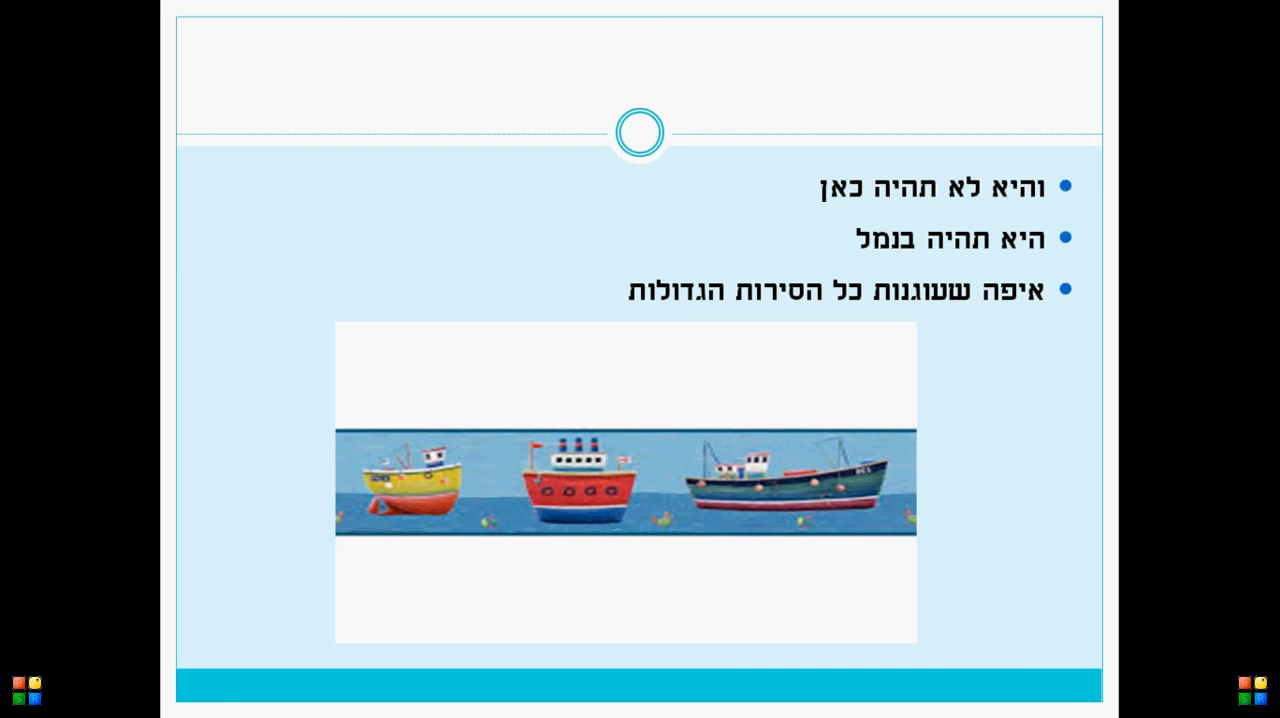 והיא לא תהיה כאן
היא תהיה בנמל
איפה שעוגנות כל הסירות הגדולות